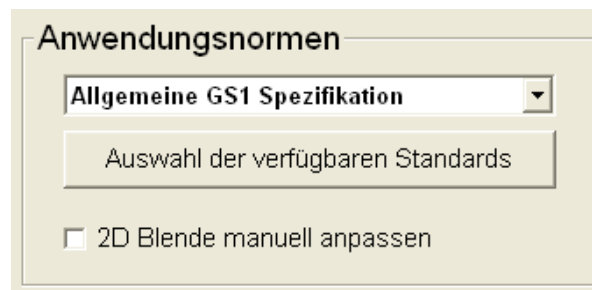 Anwendungsnormen
Allgemeine GS1 Spezifikation
Auswahl der verfügbaren Standards
2D Blende manuell anpassen